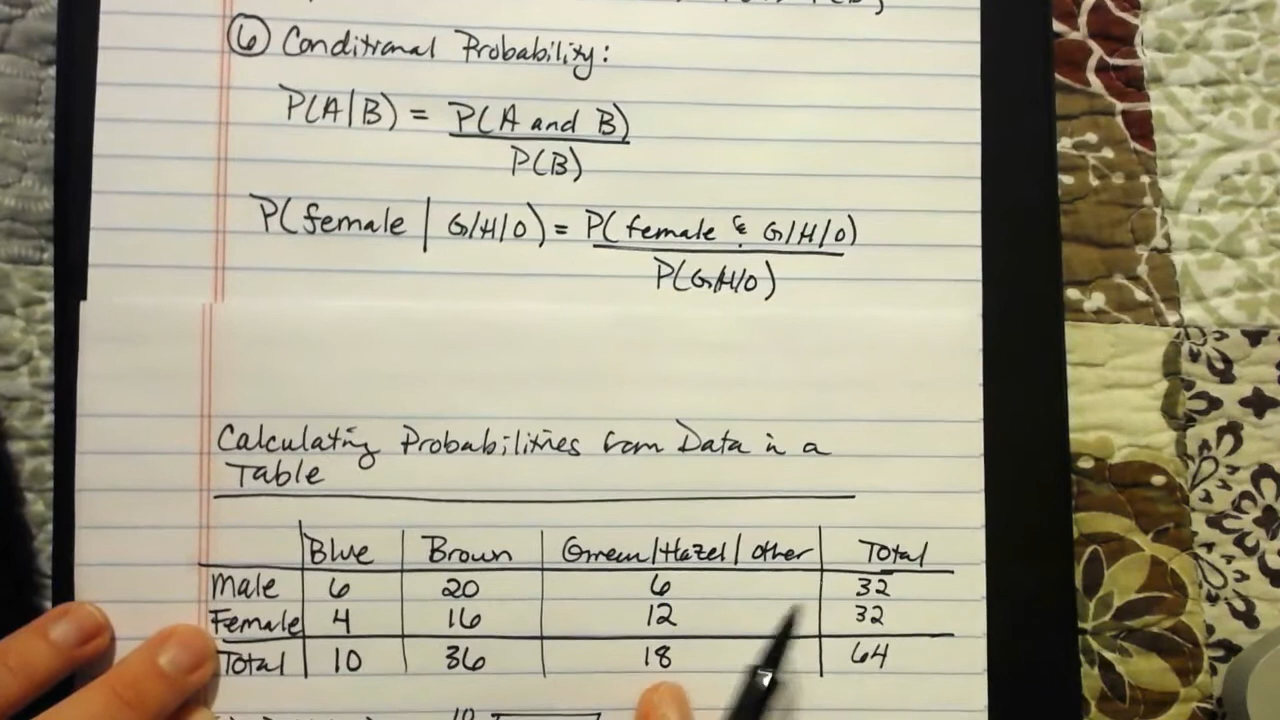 ⑥ Conditional Probability:
P(A|B) = P(A and B)
P(B)
P(female | G/H/O) = P(female & G/H/O)
P(G/H/O)
Calculating Probabilities from Data in a
Table
Blue Brown Green/Hazel/other Total
Male 6 20 6 32
Female 4 16 12 32
Total 10 36 18 64
10